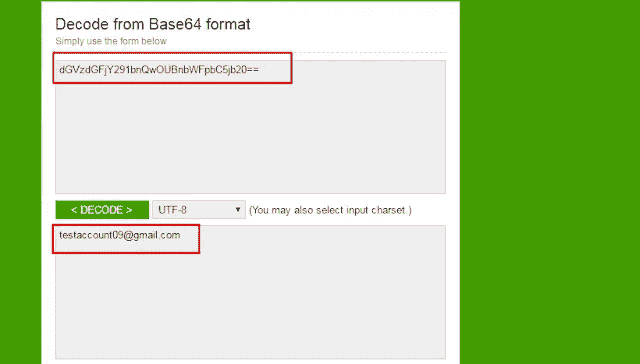 Decode from Base64 format
Simply use the form below
dGVzdGFjY291bnQwOUBnbWFpbC5jb20==
< DECODE > UTF-8 (You may also select input charset.)
testaccount09@gmail.com